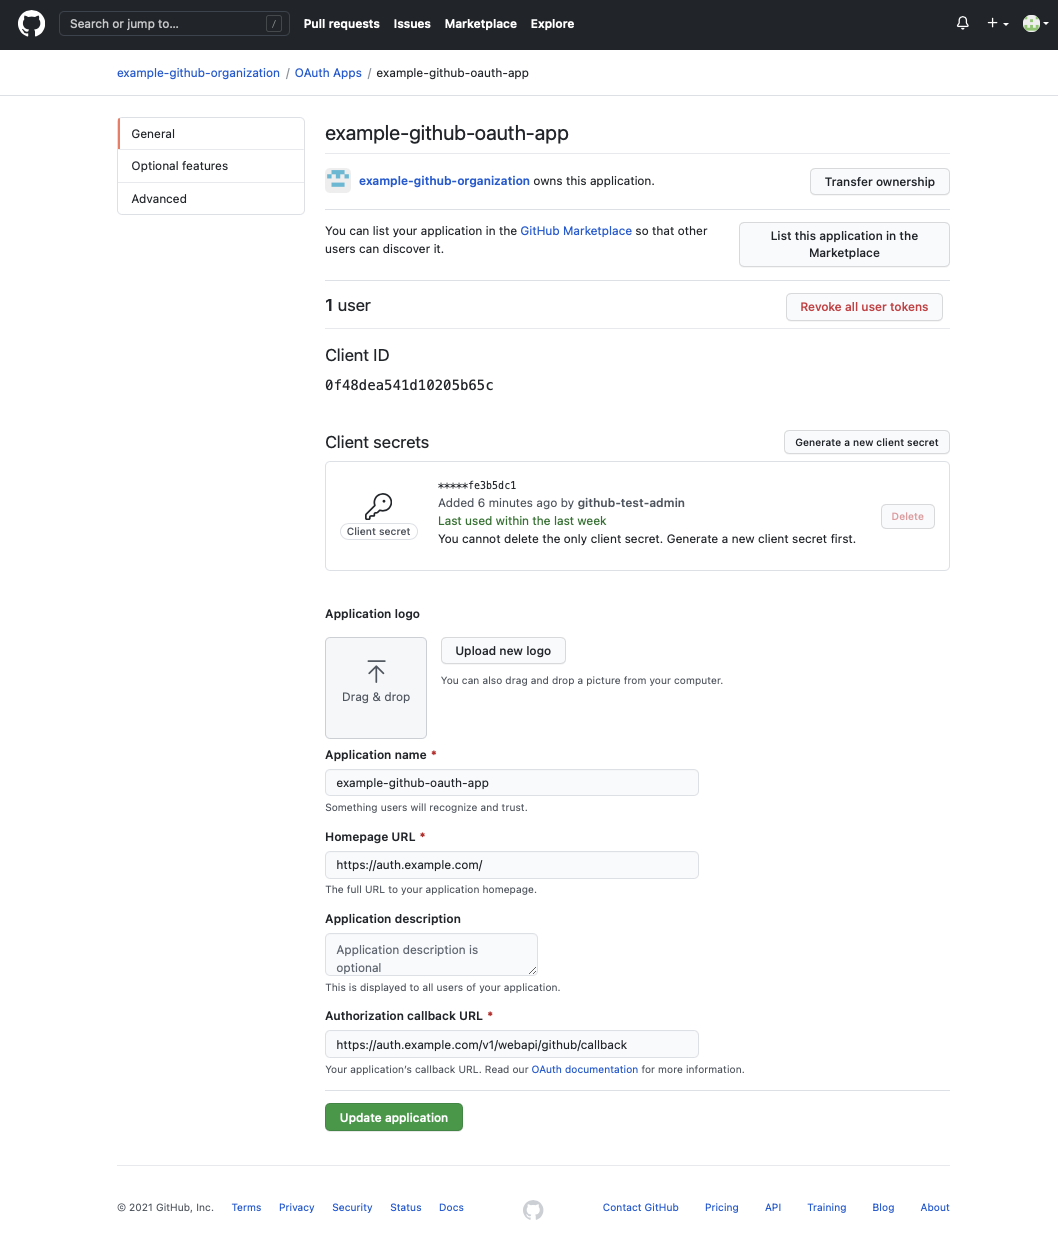 Search or jump to…
/
Pull requests
Issues
Marketplace
Explore
example-github-organization / OAuth Apps / example-github-oauth-app
General
Optional features
Advanced
example-github-oauth-app
example-github-organization owns this application.
Transfer ownership
You can list your application in the GitHub Marketplace so that other
users can discover it.
List this application in the
Marketplace
1 user
Revoke all user tokens
Client ID
0f48dea541d10205b65c
Client secrets
Generate a new client secret
Client secret
*****fe3b5dc1
Added 6 minutes ago by github-test-admin
Last used within the last week
You cannot delete the only client secret. Generate a new client secret first.
Delete
Application logo
Drag & drop
Upload new logo
You can also drag and drop a picture from your computer.
Application name *
example-github-oauth-app
Something users will recognize and trust.
Homepage URL *
https://auth.example.com/
The full URL to your application homepage.
Application description
Application description is
optional
This is displayed to all users of your application.
Authorization callback URL *
https://auth.example.com/v1/webapi/github/callback
Your application's callback URL. Read our OAuth documentation for more information.
Update application
© 2021 GitHub, Inc.
Terms
Privacy
Security
Status
Docs
Contact GitHub
Pricing
API
Training
Blog
About